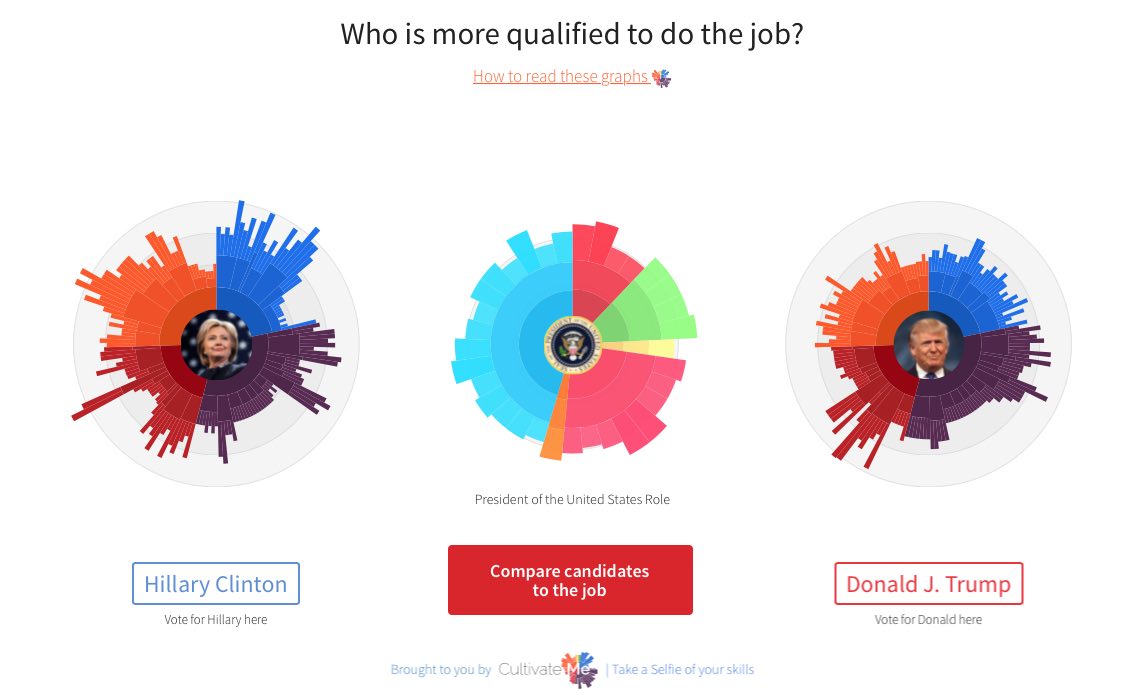 Who is more qualified to do the job?
How to read these graphs
President of the United States Role
Compare candidates
to the job
Hillary Clinton
Vote for Hillary here
Donald J. Trump
Vote for Donald here
Brought to you by CultivateMe | Take a Selfie of your skills